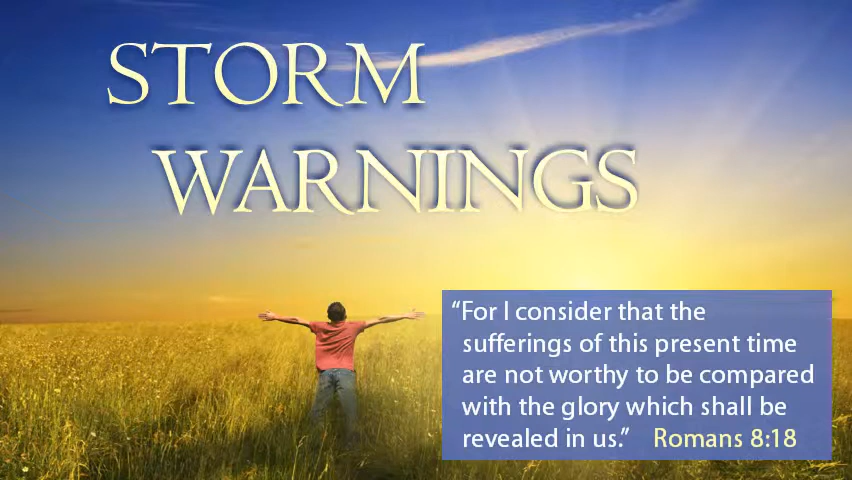 STORM
WARNINGS
“For I consider that the
sufferings of this present time
are not worthy to be compared
with the glory which shall be
revealed in us.” Romans 8:18